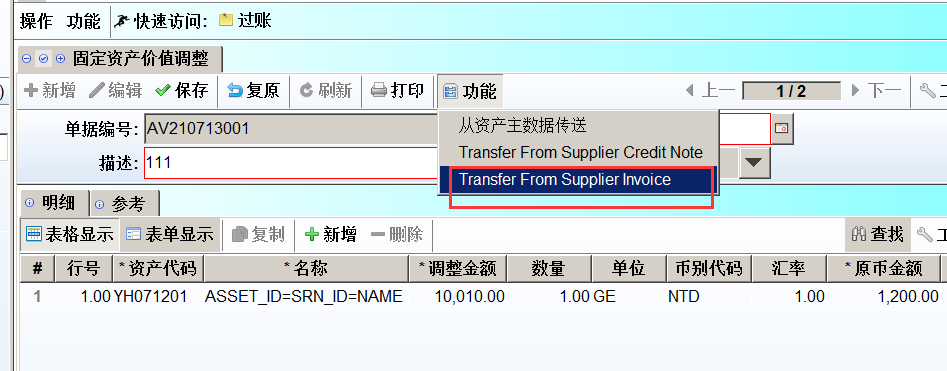 操作 功能 快速访问: 过账
固定资产价值调整
新增 编辑 保存 复原 刷新 打印 功能 上一 1 / 2 下一 工
单据编号: AV210713001
从资产主数据传送
描述: 111
Transfer From Supplier Credit Note
Transfer From Supplier Invoice
明细 参考
表格显示 表单显示 复制 新增 删除 查找 工
# 行号 *资产代码 *名称 *调整金额 数量 单位 币别代码 汇率 *原币金额
1 1.00 YH071201 ASSET_ID=SRN_ID=NAME 10,010.00 1.00 GE NTD 1.00 1,200.00